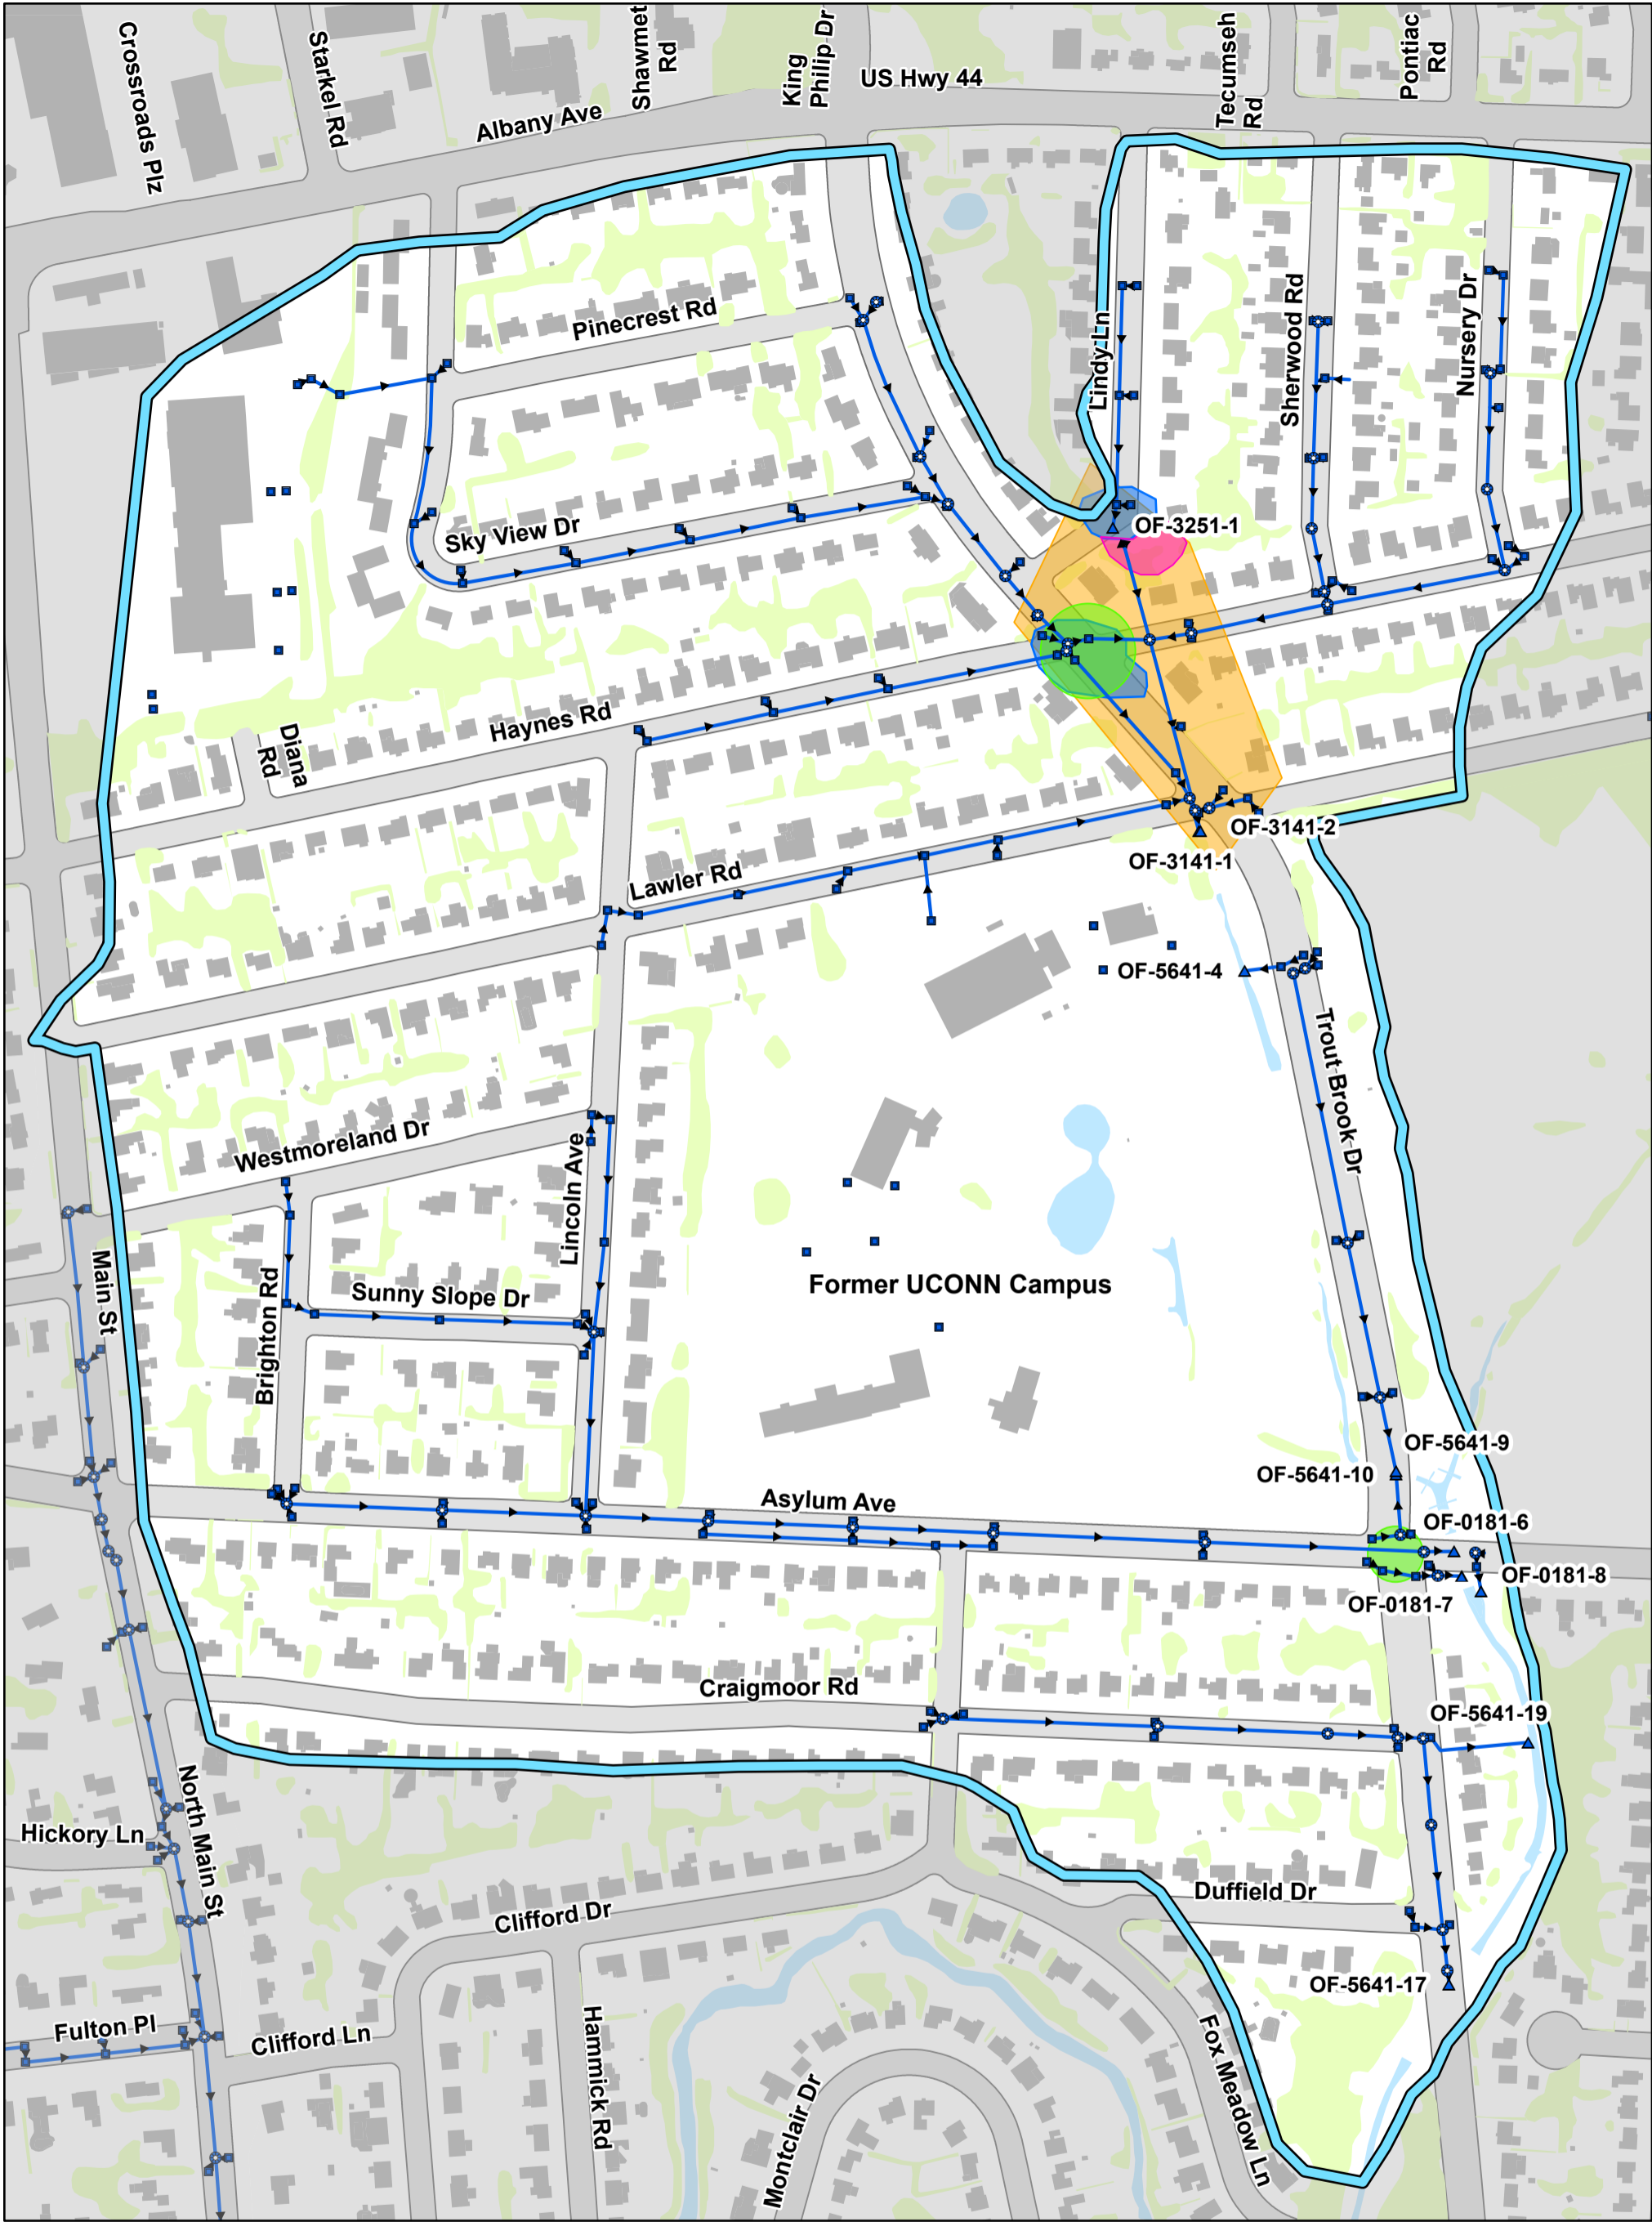 Crossroads Plz
Starkel Rd
Shawmet
Rd
King
Philip Dr
US Hwy 44
Tecumseh
Rd
Pontiac
Rd
Albany Ave
Pinecrest Rd
Lindy Ln
Sherwood Rd
Nursery Dr
Sky View Dr
OF-3251-1
Haynes Rd
Diana
Rd
OF-3141-2
OF-3141-1
Lawler Rd
OF-5641-4
Trout Brook Dr
Westmoreland Dr
Lincoln Ave
Main St
Brighton Rd
Sunny Slope Dr
Former UCONN Campus
OF-5641-9
OF-5641-10
Asylum Ave
OF-0181-6
OF-0181-8
OF-0181-7
Craigmoor Rd
OF-5641-19
North Main St
Hickory Ln
Duffield Dr
Clifford Dr
OF-5641-17
Fulton Pl
Clifford Ln
Hammick Rd
Montclair Dr
Fox Meadow Ln